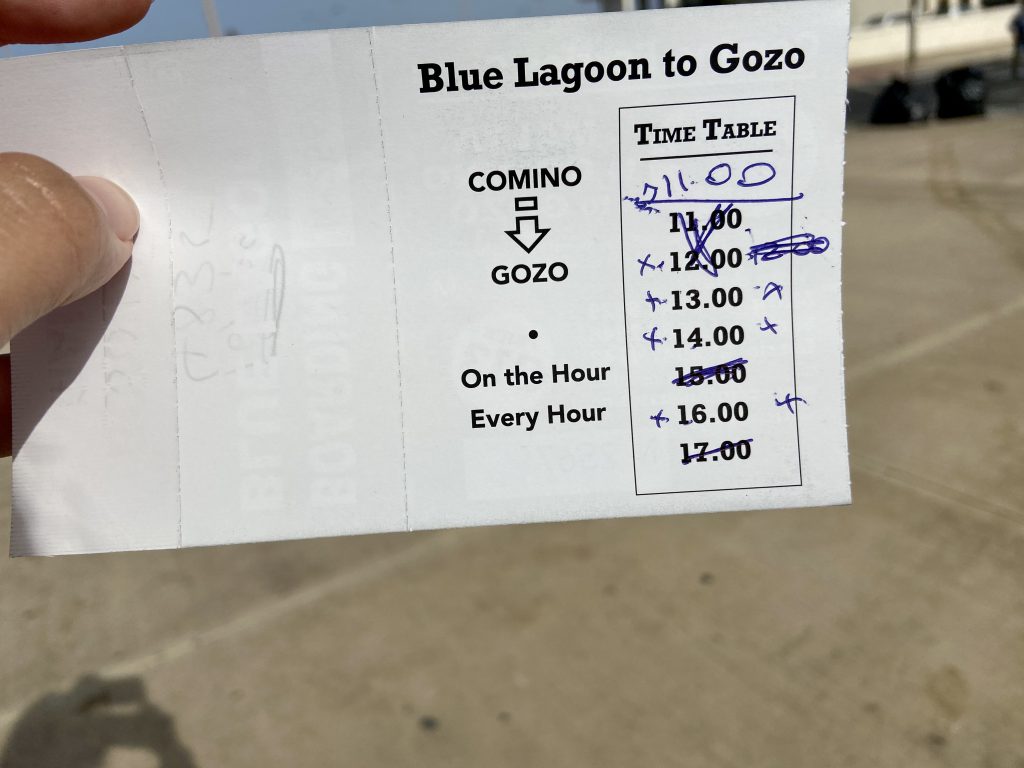 Blue Lagoon to Gozo
TIME TABLE
11.00
COMINO
11.00
12.00
GOZO
13.00
14.00
On the Hour
15.00
Every Hour
16.00
17.00